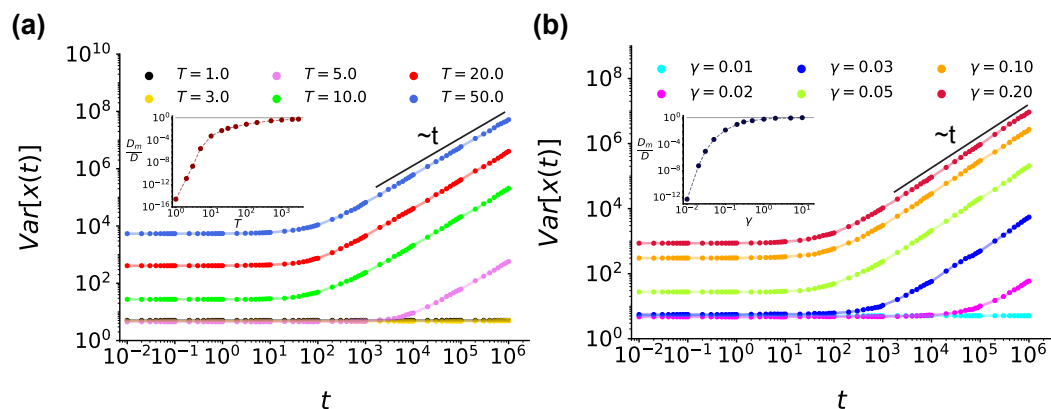 (a)
Var[x(t)]
10^10
10^8
10^6
10^4
10^2
10^0
T = 1.0
T = 3.0
T = 5.0
T = 10.0
T = 20.0
T = 50.0
~t
D_m/D
10^0
10^−4
10^−8
10^−12
10^−16
10^0 10^1 10^2 10^3
T
10^−2 10^−1 10^0 10^1 10^2 10^3 10^4 10^5 10^6
t
(b)
Var[x(t)]
10^8
10^6
10^4
10^2
10^0
γ = 0.01
γ = 0.02
γ = 0.03
γ = 0.05
γ = 0.10
γ = 0.20
~t
D_m/D
10^0
10^−4
10^−8
10^−12
10^−2 10^−1 10^0 10^1
γ
10^−2 10^−1 10^0 10^1 10^2 10^3 10^4 10^5 10^6
t